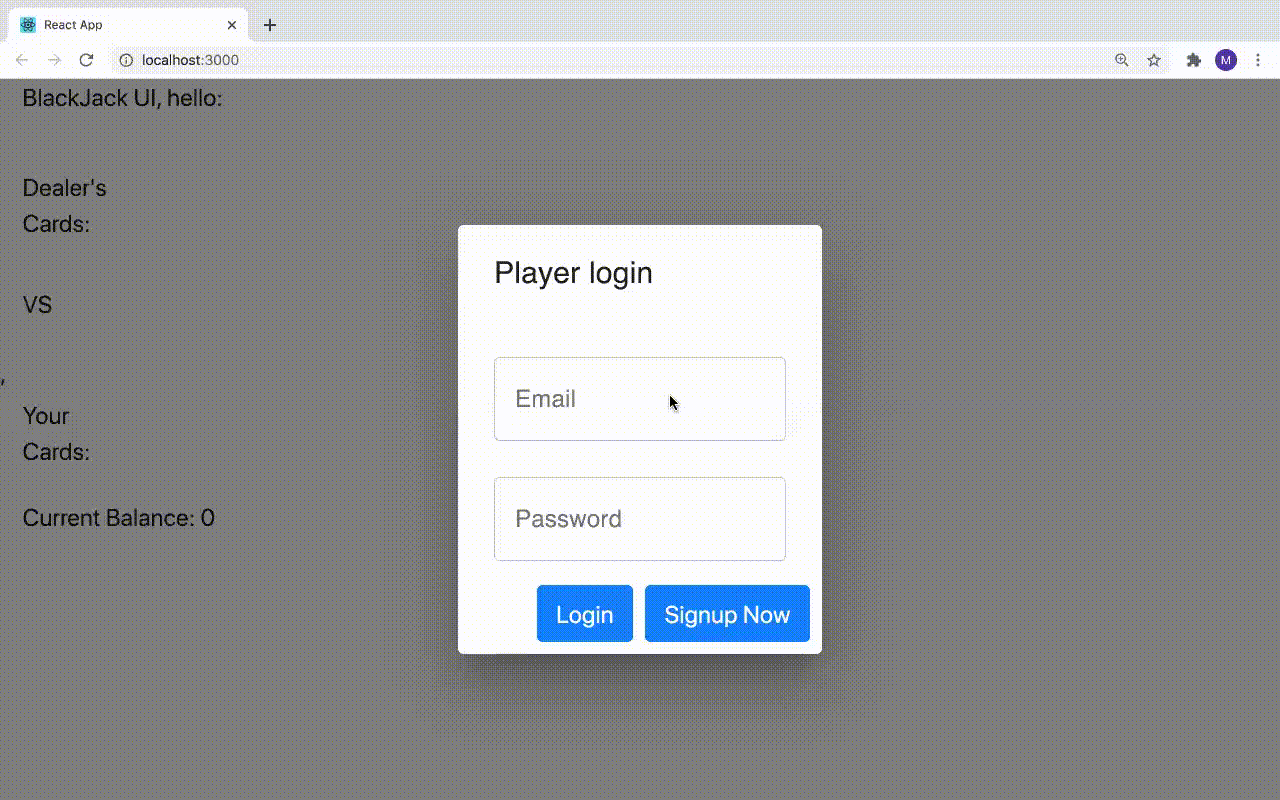 React App
localhost:3000
M
BlackJack UI, hello:
Dealer's
Cards:
VS
,
Your
Cards:
Current Balance: 0
Player login
Email
Password
Login
Signup Now